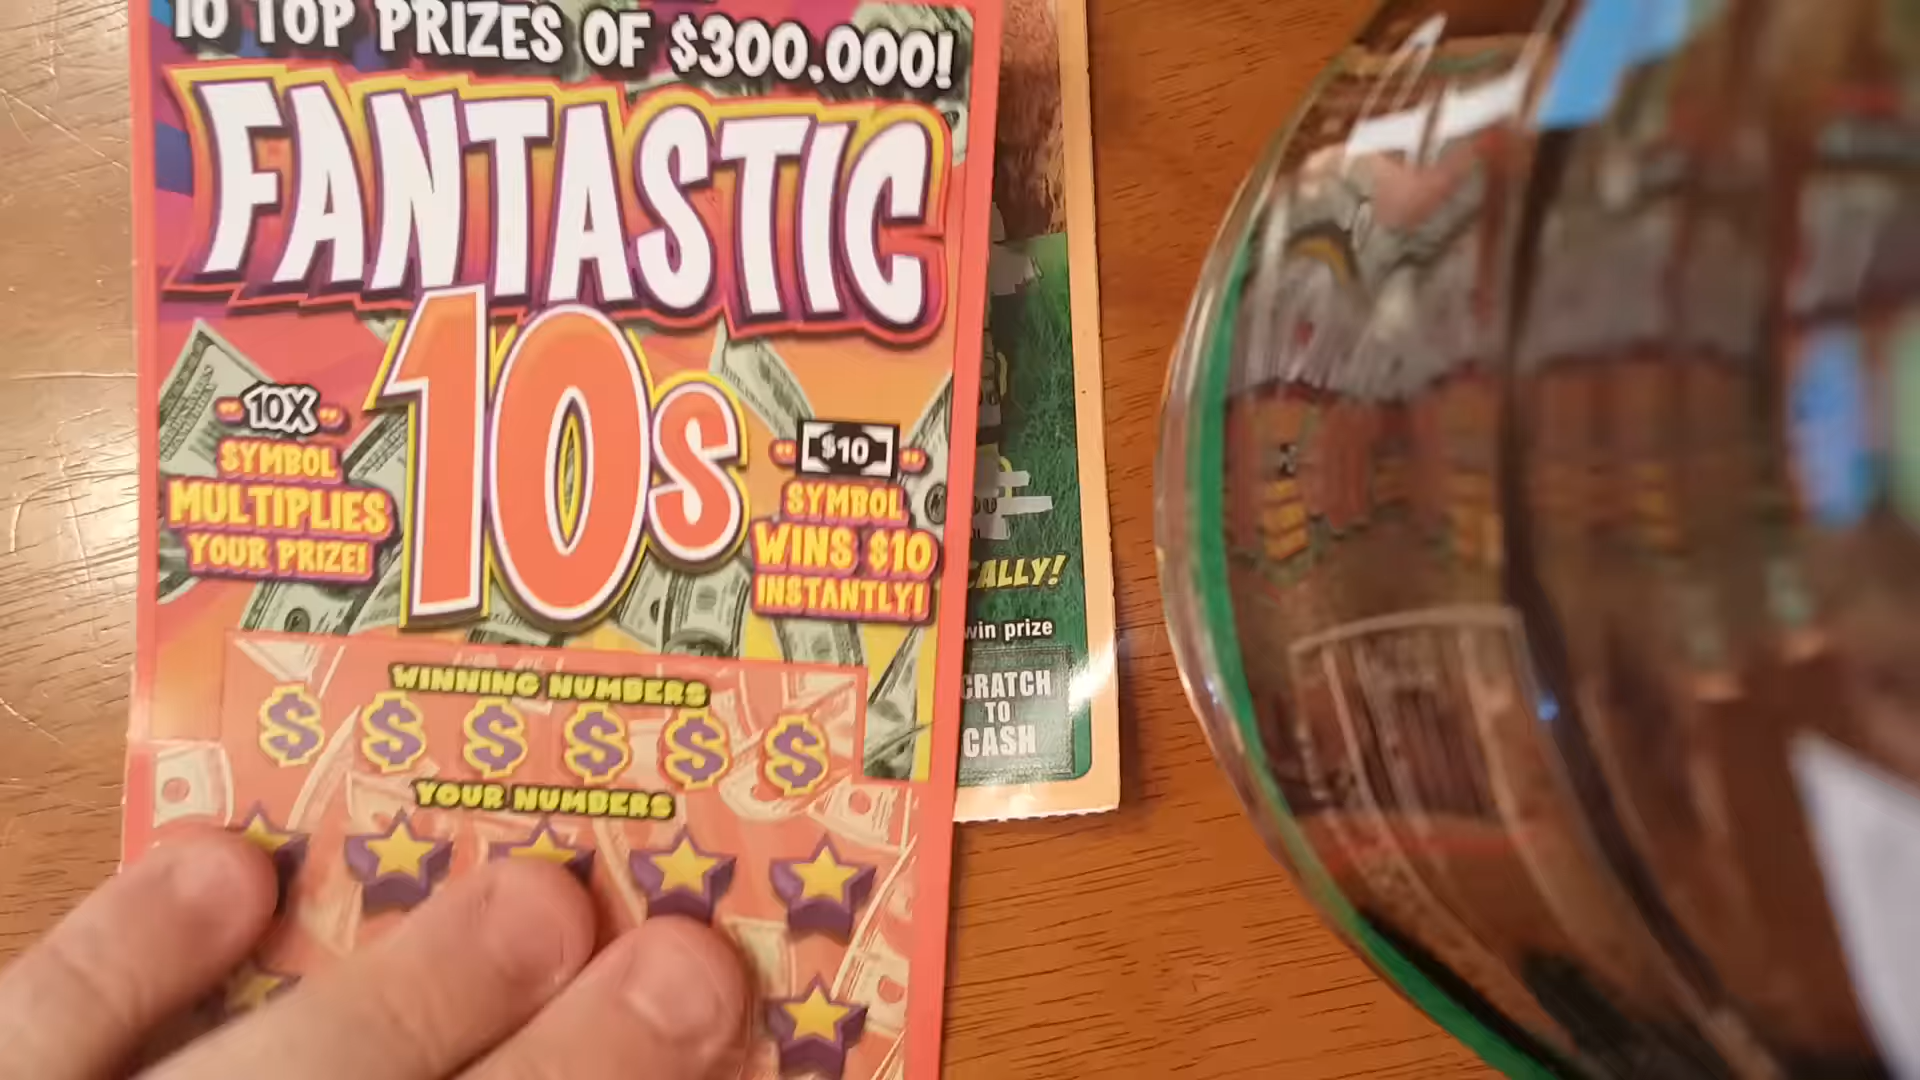 10 TOP PRIZES OF $300,000!
FANTASTIC
10s
10X
SYMBOL
MULTIPLIES
YOUR PRIZE!
$10
SYMBOL
WINS $10
INSTANTLY!
WINNING NUMBERS
$ $ $ $ $ $
YOUR NUMBERS
ALLY!
win prize
CRATCH
TO
CASH